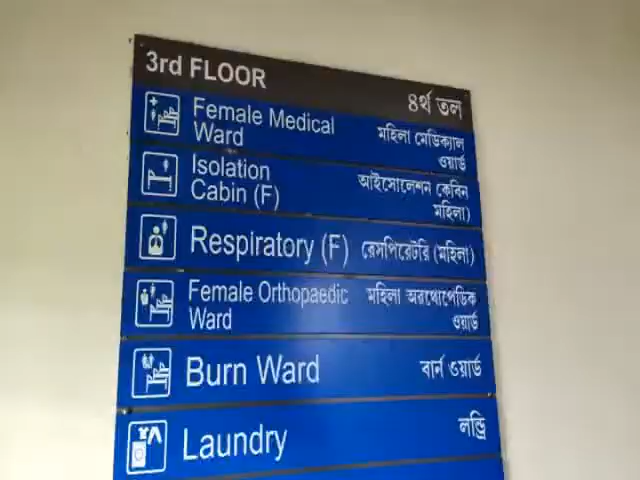 3rd FLOOR ৪র্থ তল
Female Medical মহিলা মেডিক্যাল
Ward ওয়ার্ড
Isolation আইসোলেশন কেবিন
Cabin (F) মহিলা)
Respiratory (F) রেসপিরেটরি (মহিলা)
Female Orthopaedic মহিলা অরথোপেডিক
Ward ওয়ার্ড
Burn Ward বার্ন ওয়ার্ড
Laundry লন্ড্রি